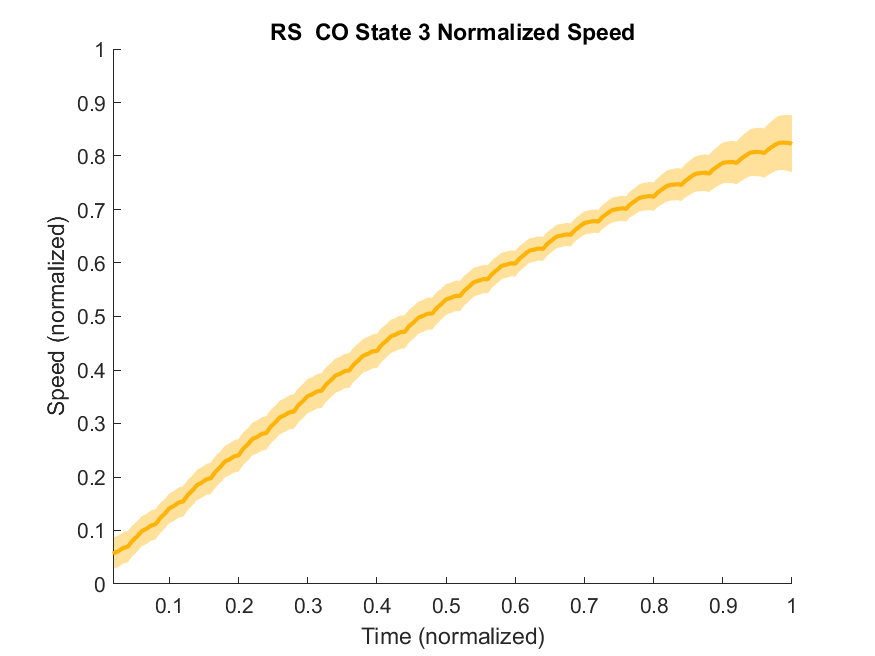 RS  CO State 3 Normalized Speed
1
0.9
0.8
0.7
0.6
0.5
0.4
0.3
0.2
0.1
0
Speed (normalized)
0.1 0.2 0.3 0.4 0.5 0.6 0.7 0.8 0.9 1
Time (normalized)